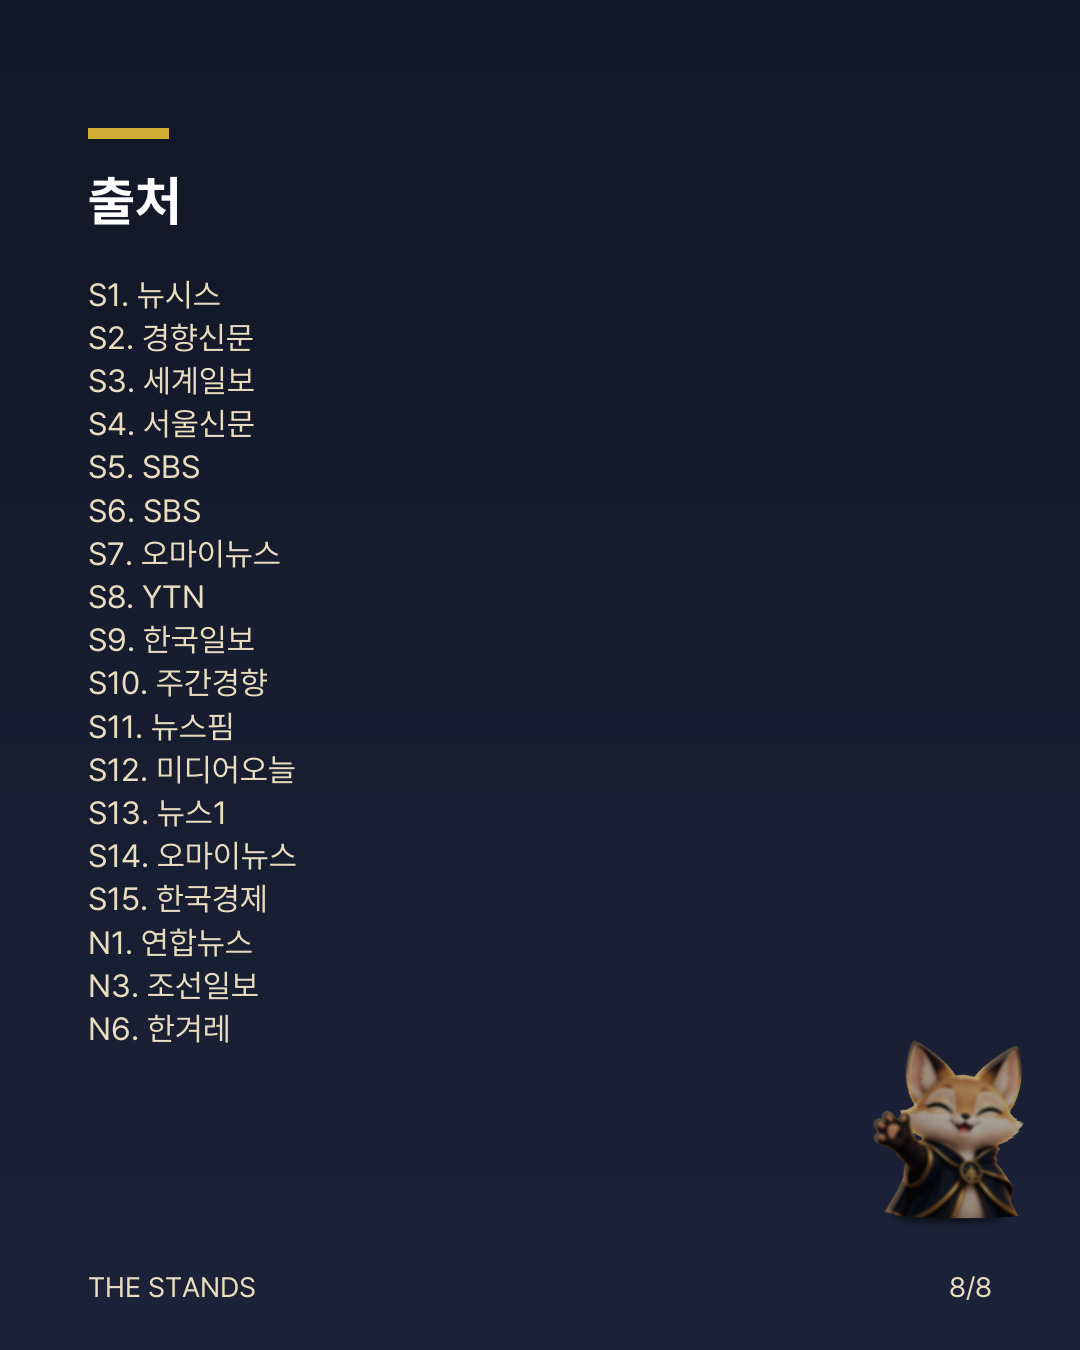 출처
S1. 뉴시스
S2. 경향신문
S3. 세계일보
S4. 서울신문
S5. SBS
S6. SBS
S7. 오마이뉴스
S8. YTN
S9. 한국일보
S10. 주간경향
S11. 뉴스핌
S12. 미디어오늘
S13. 뉴스1
S14. 오마이뉴스
S15. 한국경제
N1. 연합뉴스
N3. 조선일보
N6. 한겨레
THE STANDS
8/8